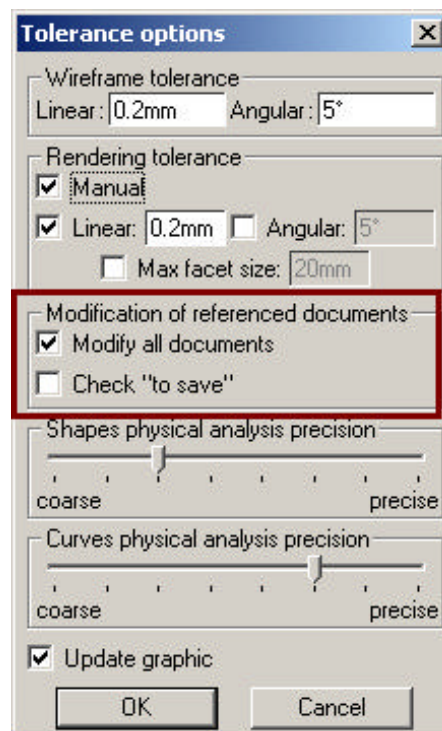 Tolerance options
Wireframe tolerance
Linear: 0.2mm Angular: 5°
Rendering tolerance
Manual
Linear: 0.2mm Angular: 5°
Max facet size: 20mm
Modification of referenced documents
Modify all documents
Check "to save"
Shapes physical analysis precision
coarse precise
Curves physical analysis precision
coarse precise
Update graphic
OK Cancel